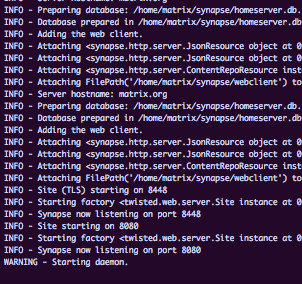 INFO - Preparing database: /home/matrix/synapse/homeserver.db.
INFO - Database prepared in /home/matrix/synapse/homeserver.db
INFO - Adding the web client.
INFO - Attaching <synapse.http.server.JsonResource object at 0
INFO - Attaching <synapse.http.server.JsonResource object at 0
INFO - Attaching <synapse.http.server.ContentRepoResource inst
INFO - Attaching FilePath('/home/matrix/synapse/webclient') to
INFO - Server hostname: matrix.org
INFO - Preparing database: /home/matrix/synapse/homeserver.db.
INFO - Database prepared in /home/matrix/synapse/homeserver.db
INFO - Adding the web client.
INFO - Attaching <synapse.http.server.JsonResource object at 0
INFO - Attaching <synapse.http.server.JsonResource object at 0
INFO - Attaching <synapse.http.server.ContentRepoResource inst
INFO - Attaching FilePath('/home/matrix/synapse/webclient') to
INFO - Site (TLS) starting on 8448
INFO - Starting factory <twisted.web.server.Site instance at 0
INFO - Synapse now listening on port 8448
INFO - Site starting on 8080
INFO - Starting factory <twisted.web.server.Site instance at 0
INFO - Synapse now listening on port 8080
WARNING - Starting daemon.